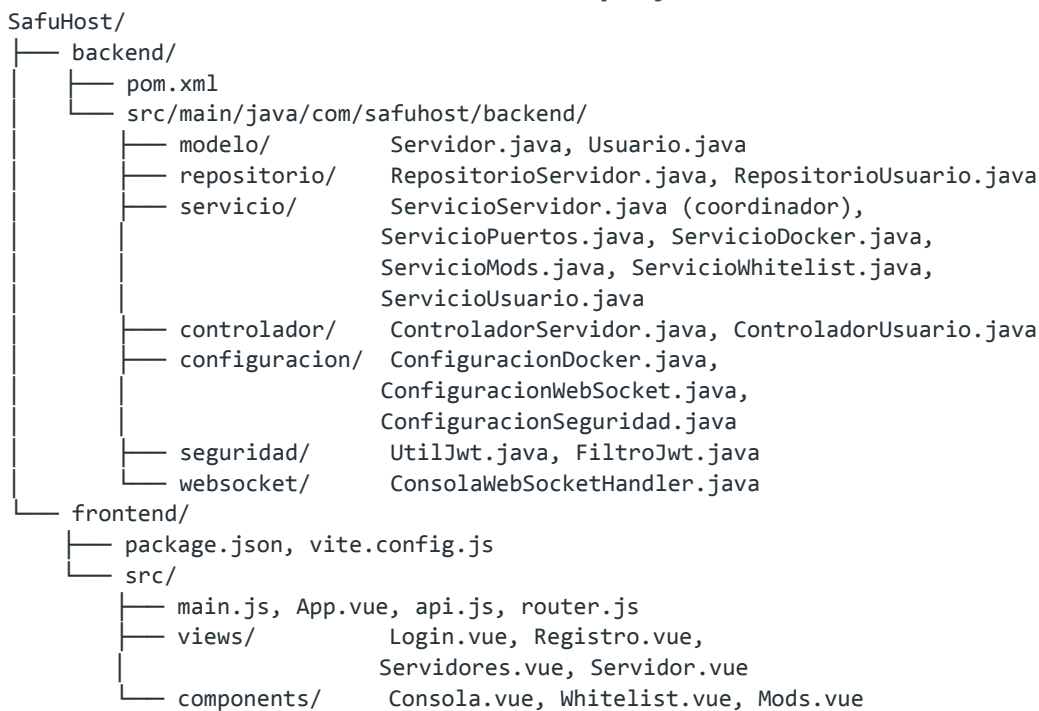 SafuHost/
├── backend/
│   ├── pom.xml
│   └── src/main/java/com/safuhost/backend/
│       ├── modelo/        Servidor.java, Usuario.java
│       ├── repositorio/   RepositorioServidor.java, RepositorioUsuario.java
│       ├── servicio/      ServicioServidor.java (coordinador),
│       │                  ServicioPuertos.java, ServicioDocker.java,
│       │                  ServicioMods.java, ServicioWhitelist.java,
│       │                  ServicioUsuario.java
│       ├── controlador/   ControladorServidor.java, ControladorUsuario.java
│       ├── configuracion/ ConfiguracionDocker.java,
│       │                  ConfiguracionWebSocket.java,
│       │                  ConfiguracionSeguridad.java
│       ├── seguridad/     UtilJwt.java, FiltroJwt.java
│       └── websocket/     ConsolaWebSocketHandler.java
└── frontend/
    ├── package.json, vite.config.js
    └── src/
        ├── main.js, App.vue, api.js, router.js
        ├── views/         Login.vue, Registro.vue,
        │                  Servidores.vue, Servidor.vue
        └── components/    Consola.vue, Whitelist.vue, Mods.vue